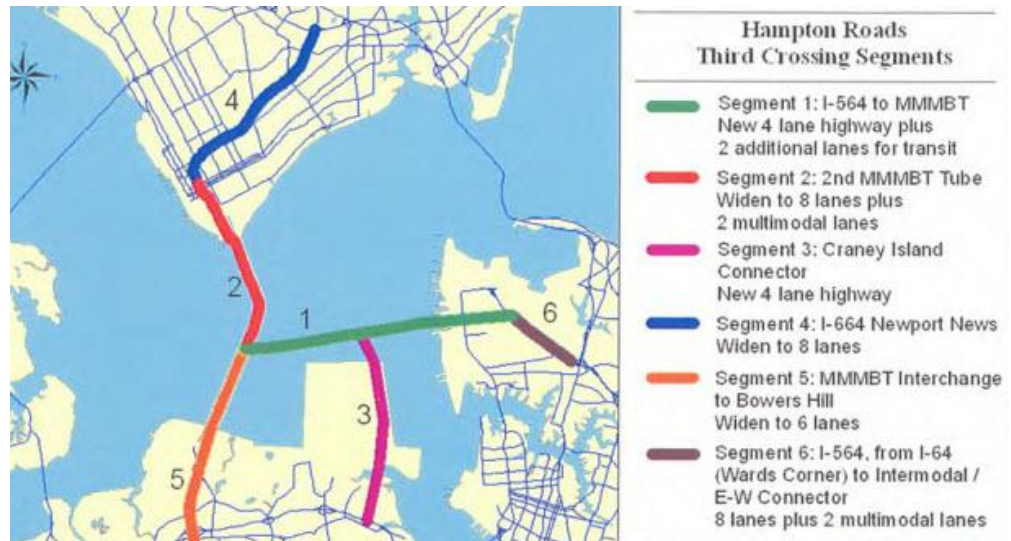 4
2
1
6
3
5
Hampton Roads
Third Crossing Segments
Segment 1: I-564 to MMMBT
New 4 lane highway plus
2 additional lanes for transit
Segment 2: 2nd MMMBT Tube
Widen to 8 lanes plus
2 multimodal lanes
Segment 3: Craney Island
Connector
New 4 lane highway
Segment 4: I-664 Newport News
Widen to 8 lanes
Segment 5: MMMBT Interchange
to Bowers Hill
Widen to 6 lanes
Segment 6: I-564, from I-64
(Wards Corner) to Intermodal /
E-W Connector
8 lanes plus 2 multimodal lanes